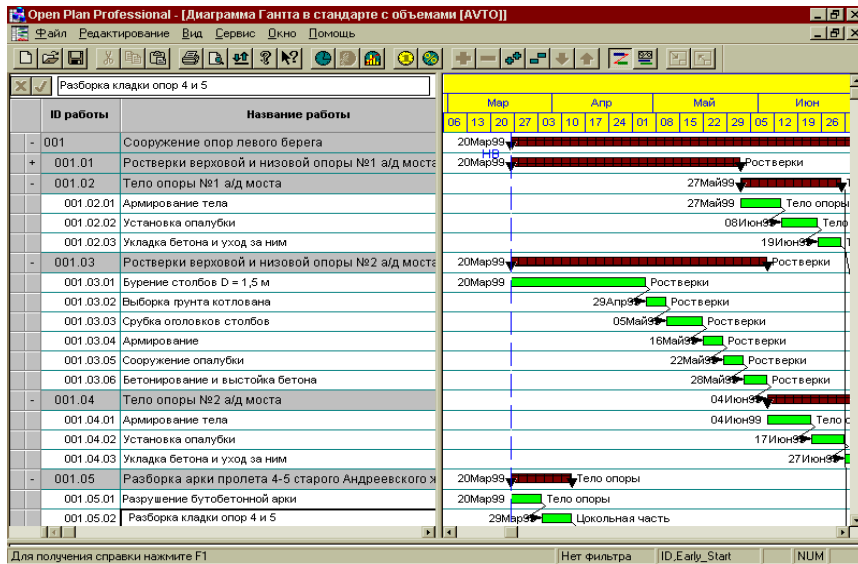 Open Plan Professional - [Диаграмма Гантта в стандарте с объемами [AVTO]]
Файл Редактирование Вид Сервис Окно Помощь
Разборка кладки опор 4 и 5
ID работы Название работы
Мар Апр Май Июн
06 13 20 27 03 10 17 24 01 08 15 22 29 05 12 19 26
- 001 Сооружение опор левого берега 20Мар99
НВ
+ 001.01 Ростверки верховой и низовой опоры №1 а/д моста 20Мар99 Ростверки
- 001.02 Тело опоры №1 а/д моста 27Май99
001.02.01 Армирование тела 27Май99 Тело опоры
001.02.02 Установка опалубки 08Июн99 Тело
001.02.03 Укладка бетона и уход за ним 19Июн99
- 001.03 Ростверки верховой и низовой опоры №2 а/д моста 20Мар99 Ростверки
001.03.01 Бурение столбов D = 1,5 м 20Мар99 Ростверки
001.03.02 Выборка грунта котлована 29Апр99 Ростверки
001.03.03 Срубка оголовков столбов 05Май99 Ростверки
001.03.04 Армирование 16Май99 Ростверки
001.03.05 Сооружение опалубки 22Май99 Ростверки
001.03.06 Бетонирование и выстойка бетона 28Май99 Ростверки
- 001.04 Тело опоры №2 а/д моста 04Июн99
001.04.01 Армирование тела 04Июн99 Тело
001.04.02 Установка опалубки 17Июн99
001.04.03 Укладка бетона и уход за ним 27Июн99
- 001.05 Разборка арки пролета 4-5 старого Андреевского 20Мар99 Тело опоры
001.05.01 Разрушение бутобетонной арки 20Мар99 Тело опоры
001.05.02 Разборка кладки опор 4 и 5 29Мар99 Цокольная часть
Для получения справки нажмите F1 Нет фильтра ID,Early_Start NUM